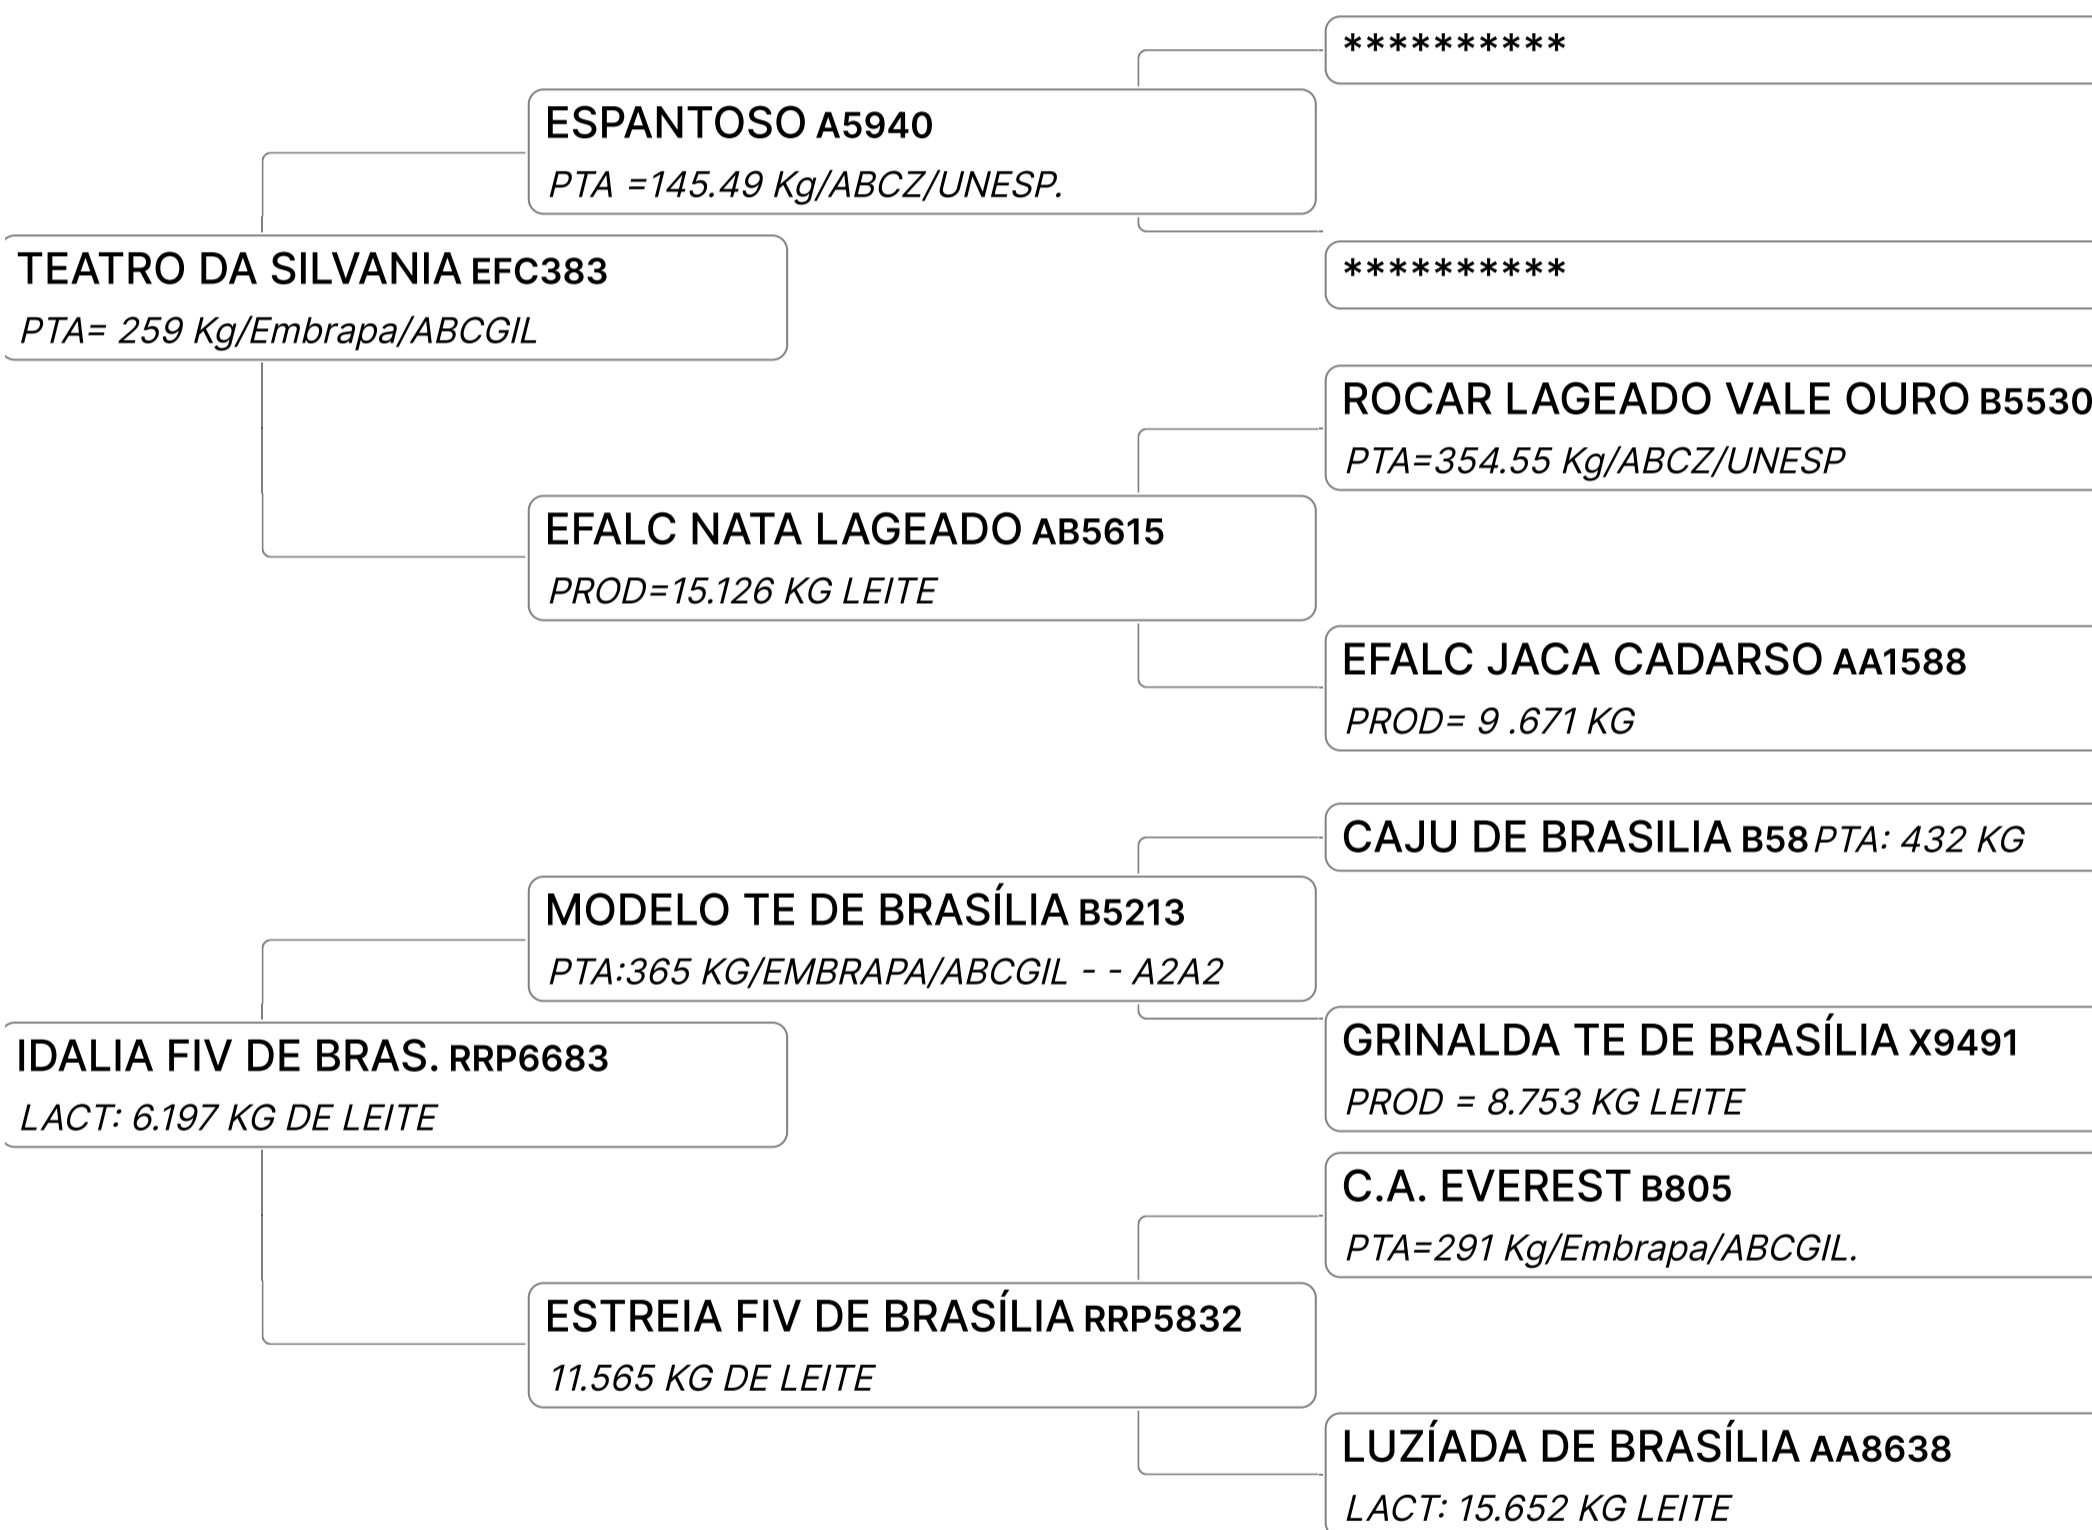 **********
ESPANTOSO A5940
PTA =145.49 Kg/ABCZ/UNESP.
TEATRO DA SILVANIA EFC383
PTA= 259 Kg/Embrapa/ABCGIL
**********
ROCAR LAGEADO VALE OURO B5530
PTA=354.55 Kg/ABCZ/UNESP
EFALC NATA LAGEADO AB5615
PROD=15.126 KG LEITE
EFALC JACA CADARSO AA1588
PROD= 9 .671 KG
CAJU DE BRASILIA B58 PTA: 432 KG
MODELO TE DE BRASÍLIA B5213
PTA:365 KG/EMBRAPA/ABCGIL - - A2A2
IDALIA FIV DE BRAS. RRP6683
LACT: 6.197 KG DE LEITE
GRINALDA TE DE BRASÍLIA X9491
PROD = 8.753 KG LEITE
C.A. EVEREST B805
PTA=291 Kg/Embrapa/ABCGIL.
ESTREIA FIV DE BRASÍLIA RRP5832
11.565 KG DE LEITE
LUZÍADA DE BRASÍLIA AA8638
LACT: 15.652 KG LEITE